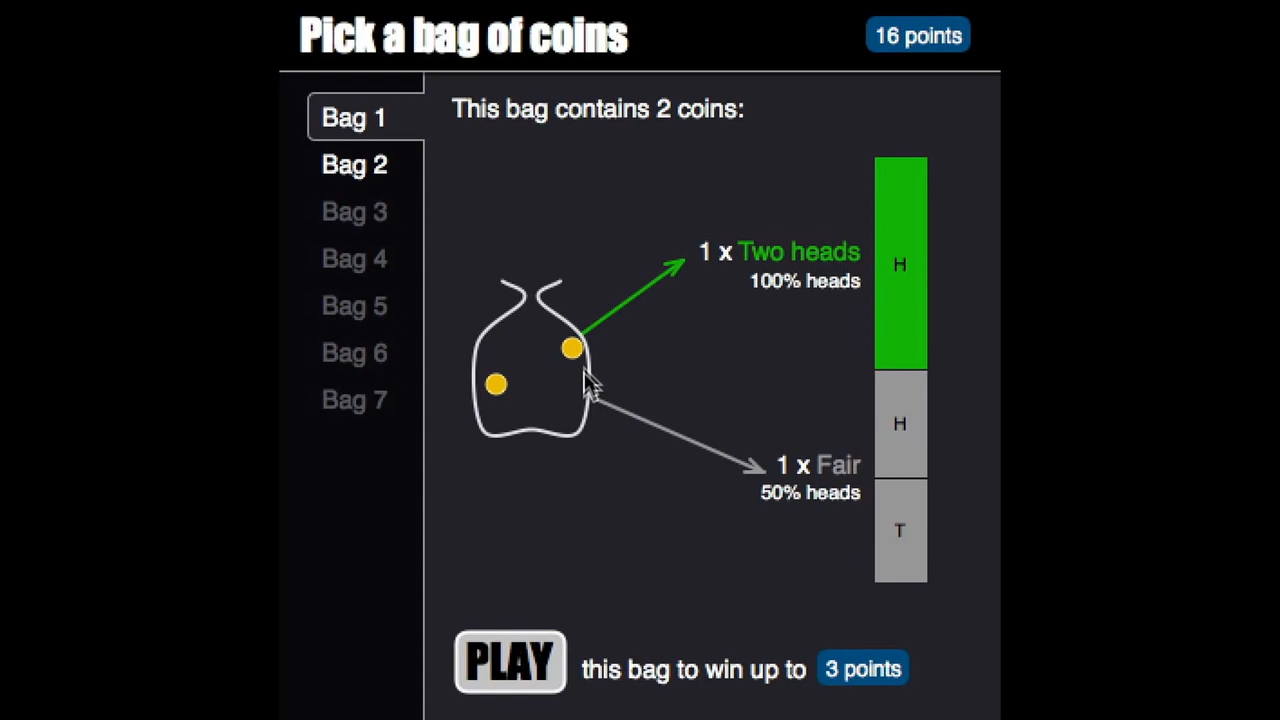 Pick a bag of coins
16 points
Bag 1
Bag 2
Bag 3
Bag 4
Bag 5
Bag 6
Bag 7
This bag contains 2 coins:
1 x Two heads
100% heads
H
H
1 x Fair
50% heads
T
PLAY this bag to win up to 3 points